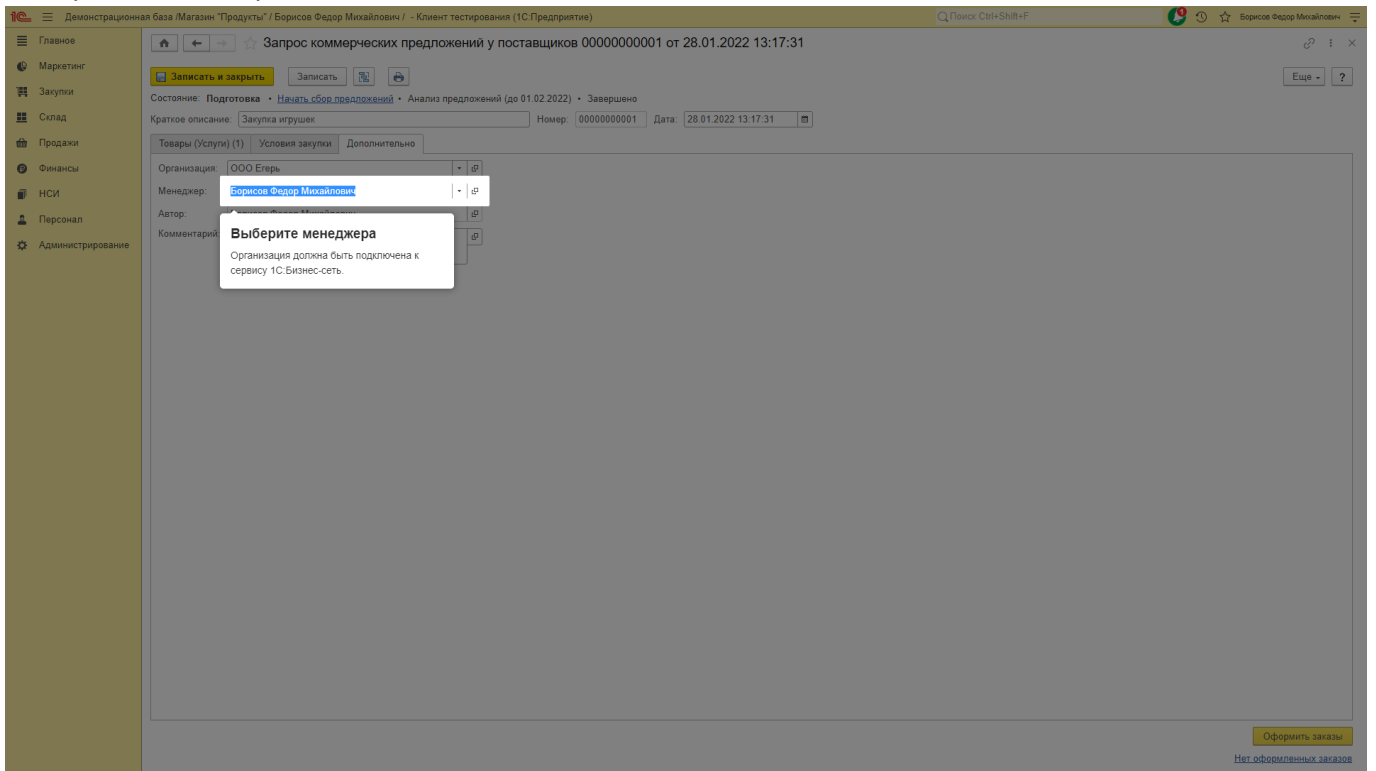 Демонстрационная база /Магазин "Продукты" / Борисов Федор Михайлович / - Клиент тестирования (1С:Предприятие)
Поиск Ctrl+Shift+F
Борисов Федор Михайлович
Главное
Маркетинг
Закупки
Склад
Продажи
Финансы
НСИ
Персонал
Администрирование
Запрос коммерческих предложений у поставщиков 00000000001 от 28.01.2022 13:17:31
Записать и закрыть
Записать
Еще
?
Состояние: Подготовка • Начать сбор предложений • Анализ предложений (до 01.02.2022) • Завершено
Краткое описание: Закупка игрушек
Номер: 00000000001
Дата: 28.01.2022 13:17:31
Товары (Услуги) (1)
Условия закупки
Дополнительно
Организация: ООО Егерь
Менеджер: Борисов Федор Михайлович
Автор: Борисов Федор Михайлович
Комментарий:
Выберите менеджера
Организация должна быть подключена к
сервису 1С:Бизнес-сеть.
Оформить заказы
Нет оформленных заказов